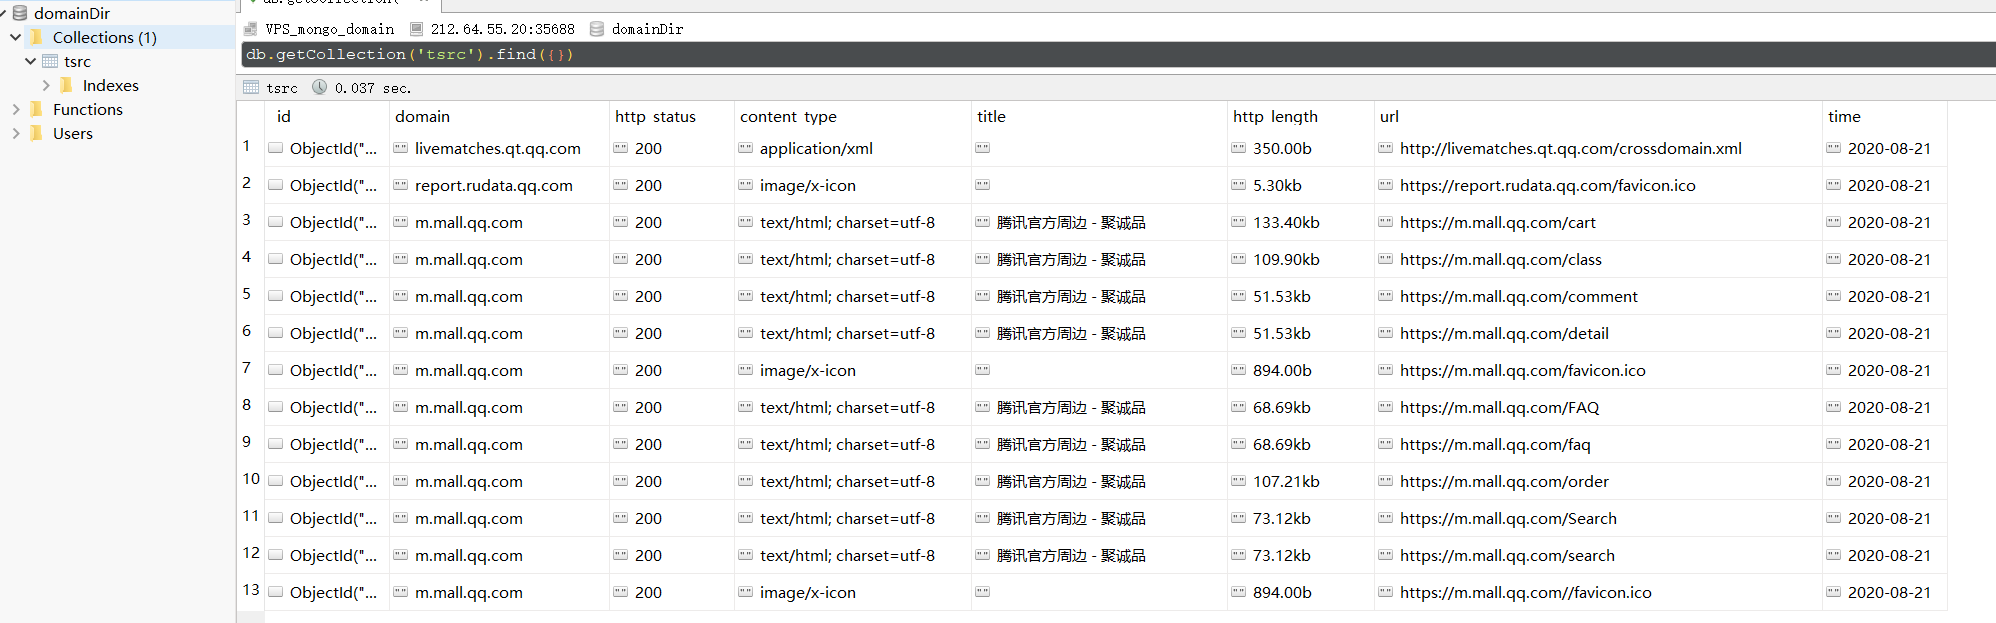 domainDir
Collections (1)
tsrc
Indexes
Functions
Users
db.getCollection(
VPS_mongo_domain 212.64.55.20:35688 domainDir
db.getCollection('tsrc').find({})
tsrc 0.037 sec.
id domain http status content type title http length url time
1 ObjectId("... livematches.qt.qq.com 200 application/xml 350.00b http://livematches.qt.qq.com/crossdomain.xml 2020-08-21
2 ObjectId("... report.rudata.qq.com 200 image/x-icon 5.30kb https://report.rudata.qq.com/favicon.ico 2020-08-21
3 ObjectId("... m.mall.qq.com 200 text/html; charset=utf-8 腾讯官方周边 - 聚诚品 133.40kb https://m.mall.qq.com/cart 2020-08-21
4 ObjectId("... m.mall.qq.com 200 text/html; charset=utf-8 腾讯官方周边 - 聚诚品 109.90kb https://m.mall.qq.com/class 2020-08-21
5 ObjectId("... m.mall.qq.com 200 text/html; charset=utf-8 腾讯官方周边 - 聚诚品 51.53kb https://m.mall.qq.com/comment 2020-08-21
6 ObjectId("... m.mall.qq.com 200 text/html; charset=utf-8 腾讯官方周边 - 聚诚品 51.53kb https://m.mall.qq.com/detail 2020-08-21
7 ObjectId("... m.mall.qq.com 200 image/x-icon 894.00b https://m.mall.qq.com/favicon.ico 2020-08-21
8 ObjectId("... m.mall.qq.com 200 text/html; charset=utf-8 腾讯官方周边 - 聚诚品 68.69kb https://m.mall.qq.com/FAQ 2020-08-21
9 ObjectId("... m.mall.qq.com 200 text/html; charset=utf-8 腾讯官方周边 - 聚诚品 68.69kb https://m.mall.qq.com/faq 2020-08-21
10 ObjectId("... m.mall.qq.com 200 text/html; charset=utf-8 腾讯官方周边 - 聚诚品 107.21kb https://m.mall.qq.com/order 2020-08-21
11 ObjectId("... m.mall.qq.com 200 text/html; charset=utf-8 腾讯官方周边 - 聚诚品 73.12kb https://m.mall.qq.com/Search 2020-08-21
12 ObjectId("... m.mall.qq.com 200 text/html; charset=utf-8 腾讯官方周边 - 聚诚品 73.12kb https://m.mall.qq.com/search 2020-08-21
13 ObjectId("... m.mall.qq.com 200 image/x-icon 894.00b https://m.mall.qq.com//favicon.ico 2020-08-21